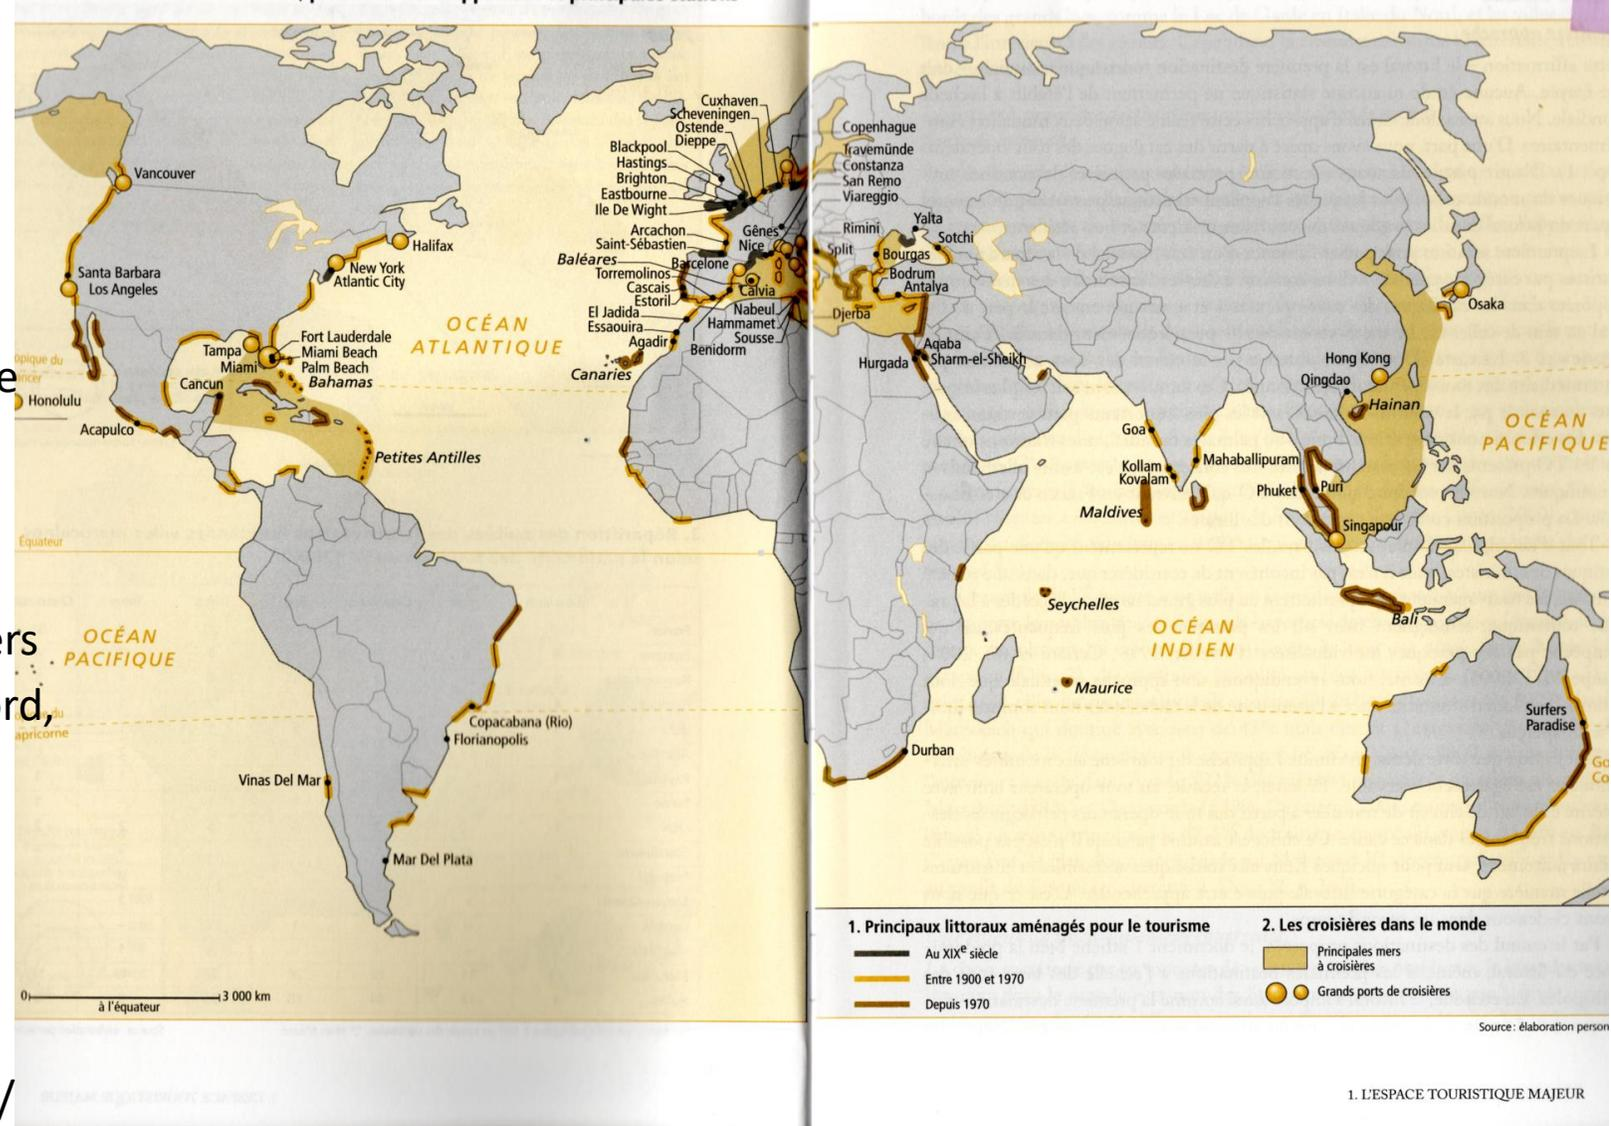 Vancouver
Halifax
New York
Atlantic City
Santa Barbara
Los Angeles
Fort Lauderdale
Miami Beach
Palm Beach
Bahamas
Tampa
Miami
Cancun
Honolulu
Acapulco
Petites Antilles
Équateur
OCÉAN
PACIFIQUE
OCÉAN
ATLANTIQUE
Copacabana (Rio)
Florianopolis
Vinas Del Mar
Mar Del Plata
0
3 000 km
à l'équateur
Cuxhaven
Scheveningen
Ostende
Dieppe
Blackpool
Hastings
Brighton
Eastbourne
Ile De Wight
Arcachon
Saint-Sébastien
Baléares
Torremolinos
Cascais
Estoril
El Jadida
Essaouira
Agadir
Canaries
Gênes
Nice
Barcelone
Calvia
Nabeul
Hammamet
Sousse
Benidorm
Copenhague
Travemünde
Constanza
San Remo
Viareggio
Rimini
Split
Yalta
Sotchi
Bourgas
Bodrum
Antalya
Djerba
Aqaba
Sharm-el-Sheikh
Hurgada
Osaka
Hong Kong
Qingdao
Hainan
OCÉAN
PACIFIQUE
Goa
Kollam
Kovalam
Mahaballipuram
Maldives
Phuket
Puri
Singapour
Seychelles
OCÉAN
INDIEN
Bali
Maurice
Durban
Surfers
Paradise
1. Principaux littoraux aménagés pour le tourisme
Au XIXe siècle
Entre 1900 et 1970
Depuis 1970
2. Les croisières dans le monde
Principales mers
à croisières
Grands ports de croisières
Source : élaboration person
1. L'ESPACE TOURISTIQUE MAJEUR